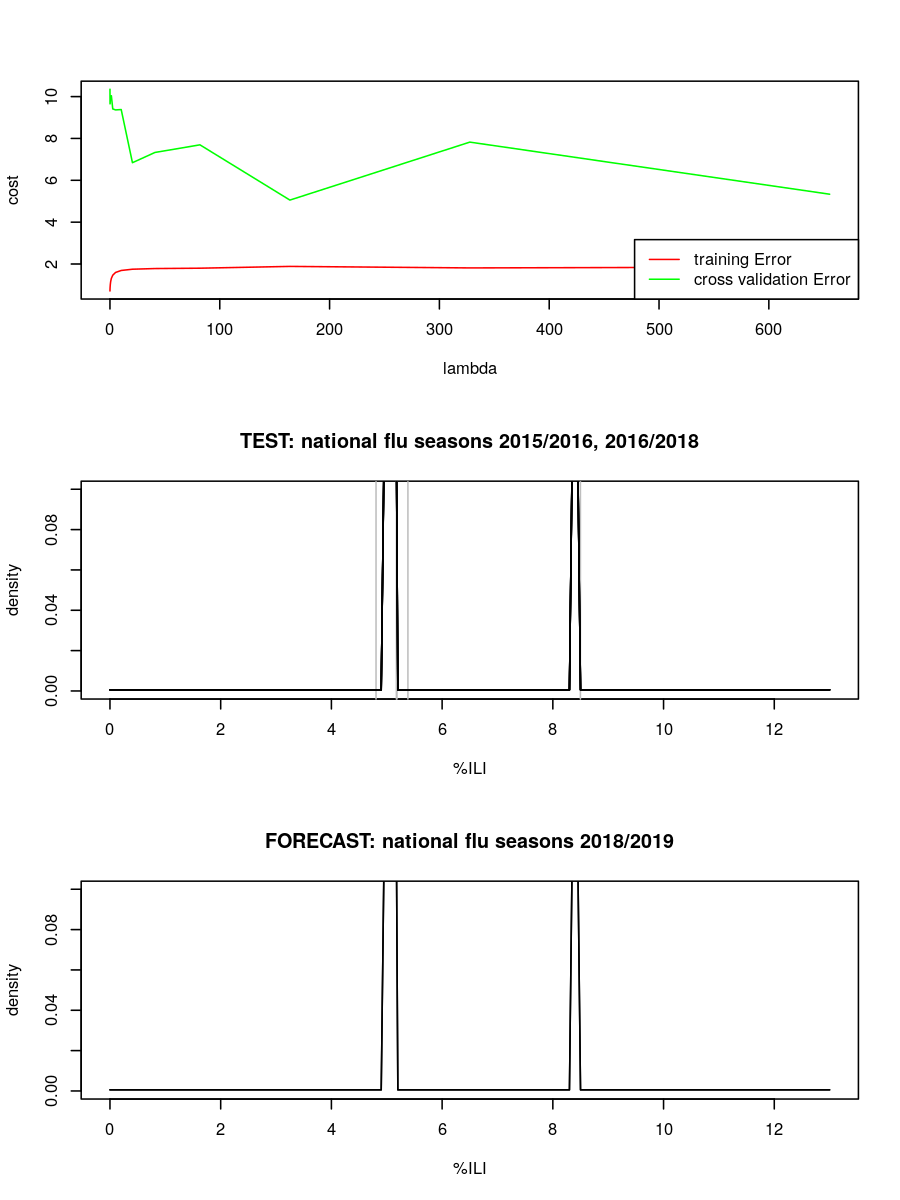 10
8
6
4
2
cost
training Error
cross validation Error
0 100 200 300 400 500 600
lambda
TEST: national flu seasons 2015/2016, 2016/2018
0.08
0.04
0.00
density
0 2 4 6 8 10 12
%ILI
FORECAST: national flu seasons 2018/2019
0.08
0.04
0.00
density
0 2 4 6 8 10 12
%ILI